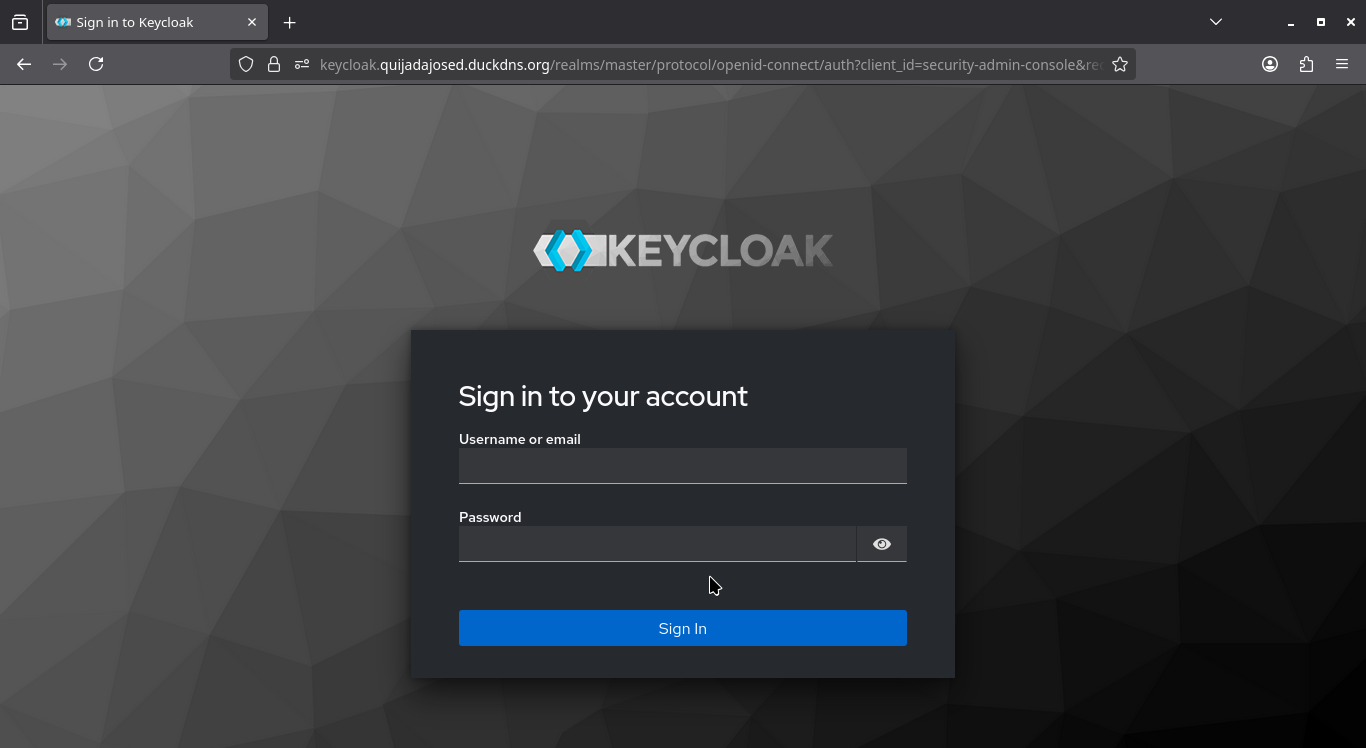 Sign in to Keycloak
keycloak.quijadajosed.duckdns.org/realms/master/protocol/openid-connect/auth?client_id=security-admin-console&re
KEYCLOAK
Sign in to your account
Username or email
Password
Sign In